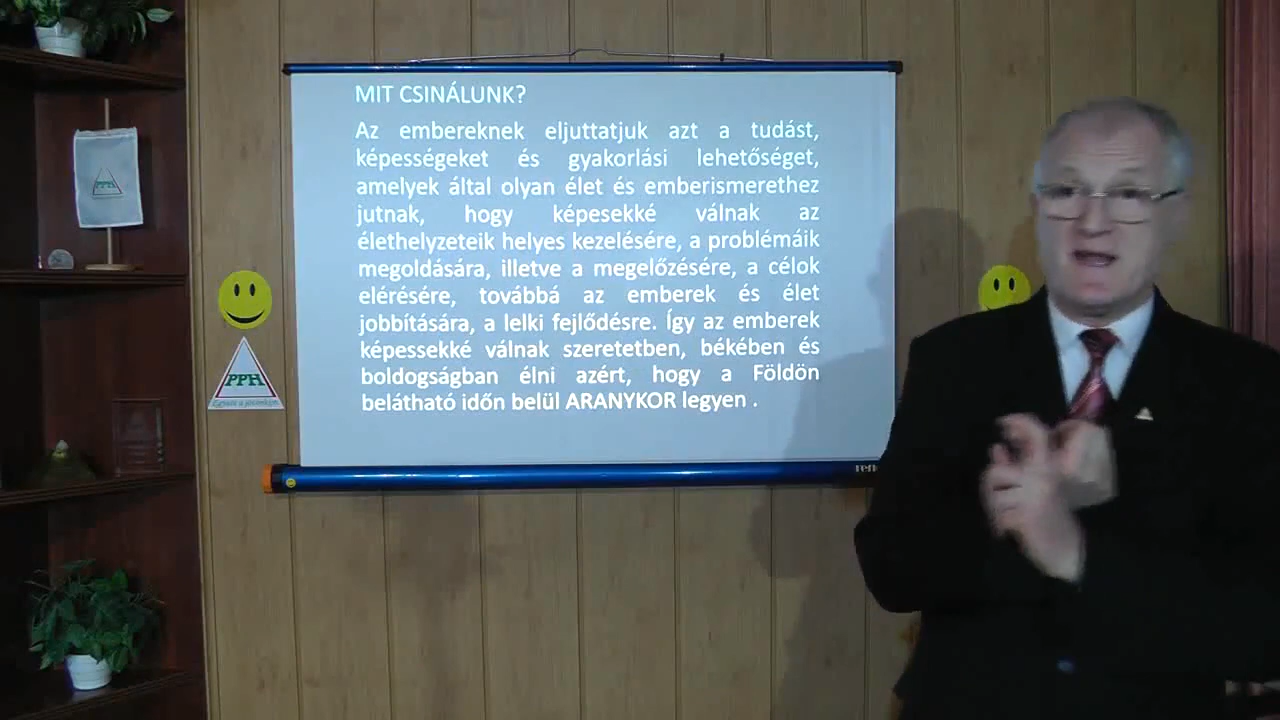 MIT CSINÁLUNK?
Az embereknek eljuttatjuk azt a tudást,
képességeket és gyakorlási lehetőséget,
amelyek által olyan élet és emberismerethez
jutnak, hogy képesekké válnak az
élethelyzeteik helyes kezelésére, a problémáik
megoldására, illetve a megelőzésére, a célok
elérésére, továbbá az emberek és élet
jobbítására, a lelki fejlődésre. Így az emberek
képessekké válnak szeretetben, békében és
boldogságban élni azért, hogy a Földön
belátható időn belül ARANYKOR legyen .
PPH
PPH